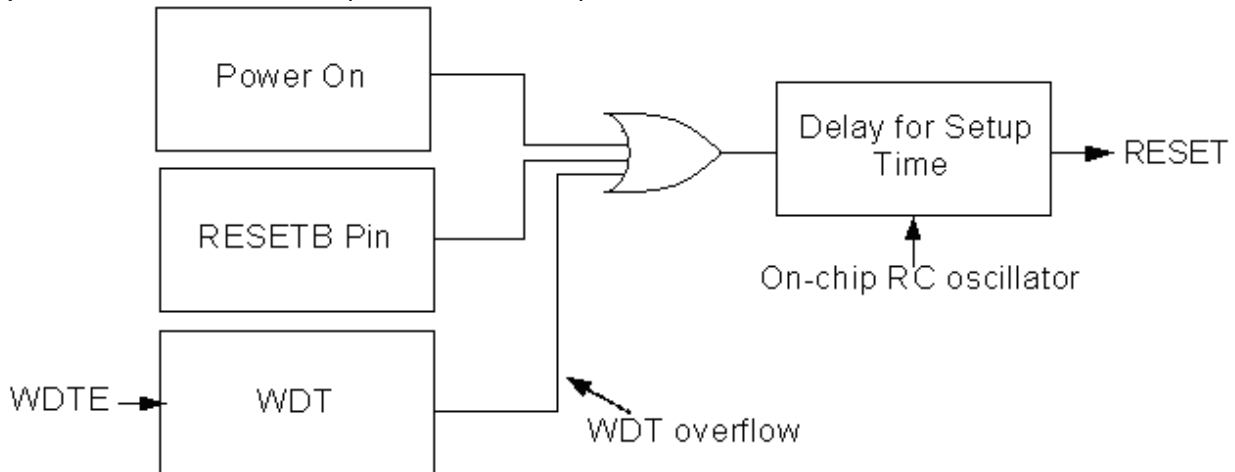 Power On
RESETB Pin
WDTE
WDT
WDT overflow
Delay for Setup
Time
RESET
On-chip RC oscillator